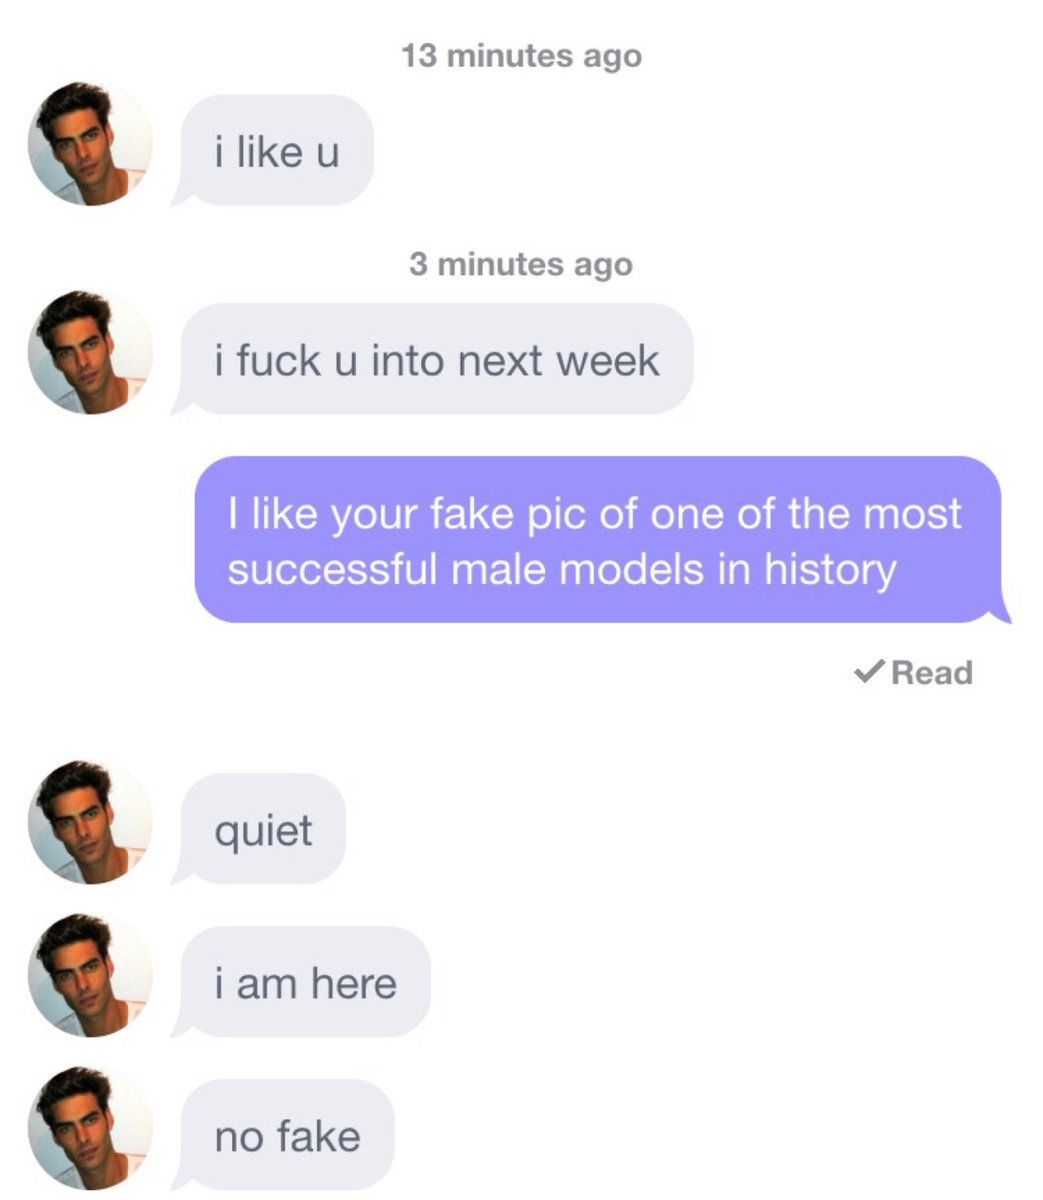 13 minutes ago
i like u
3 minutes ago
i fuck u into next week
I like your fake pic of one of the most
successful male models in history
Read
quiet
i am here
no fake